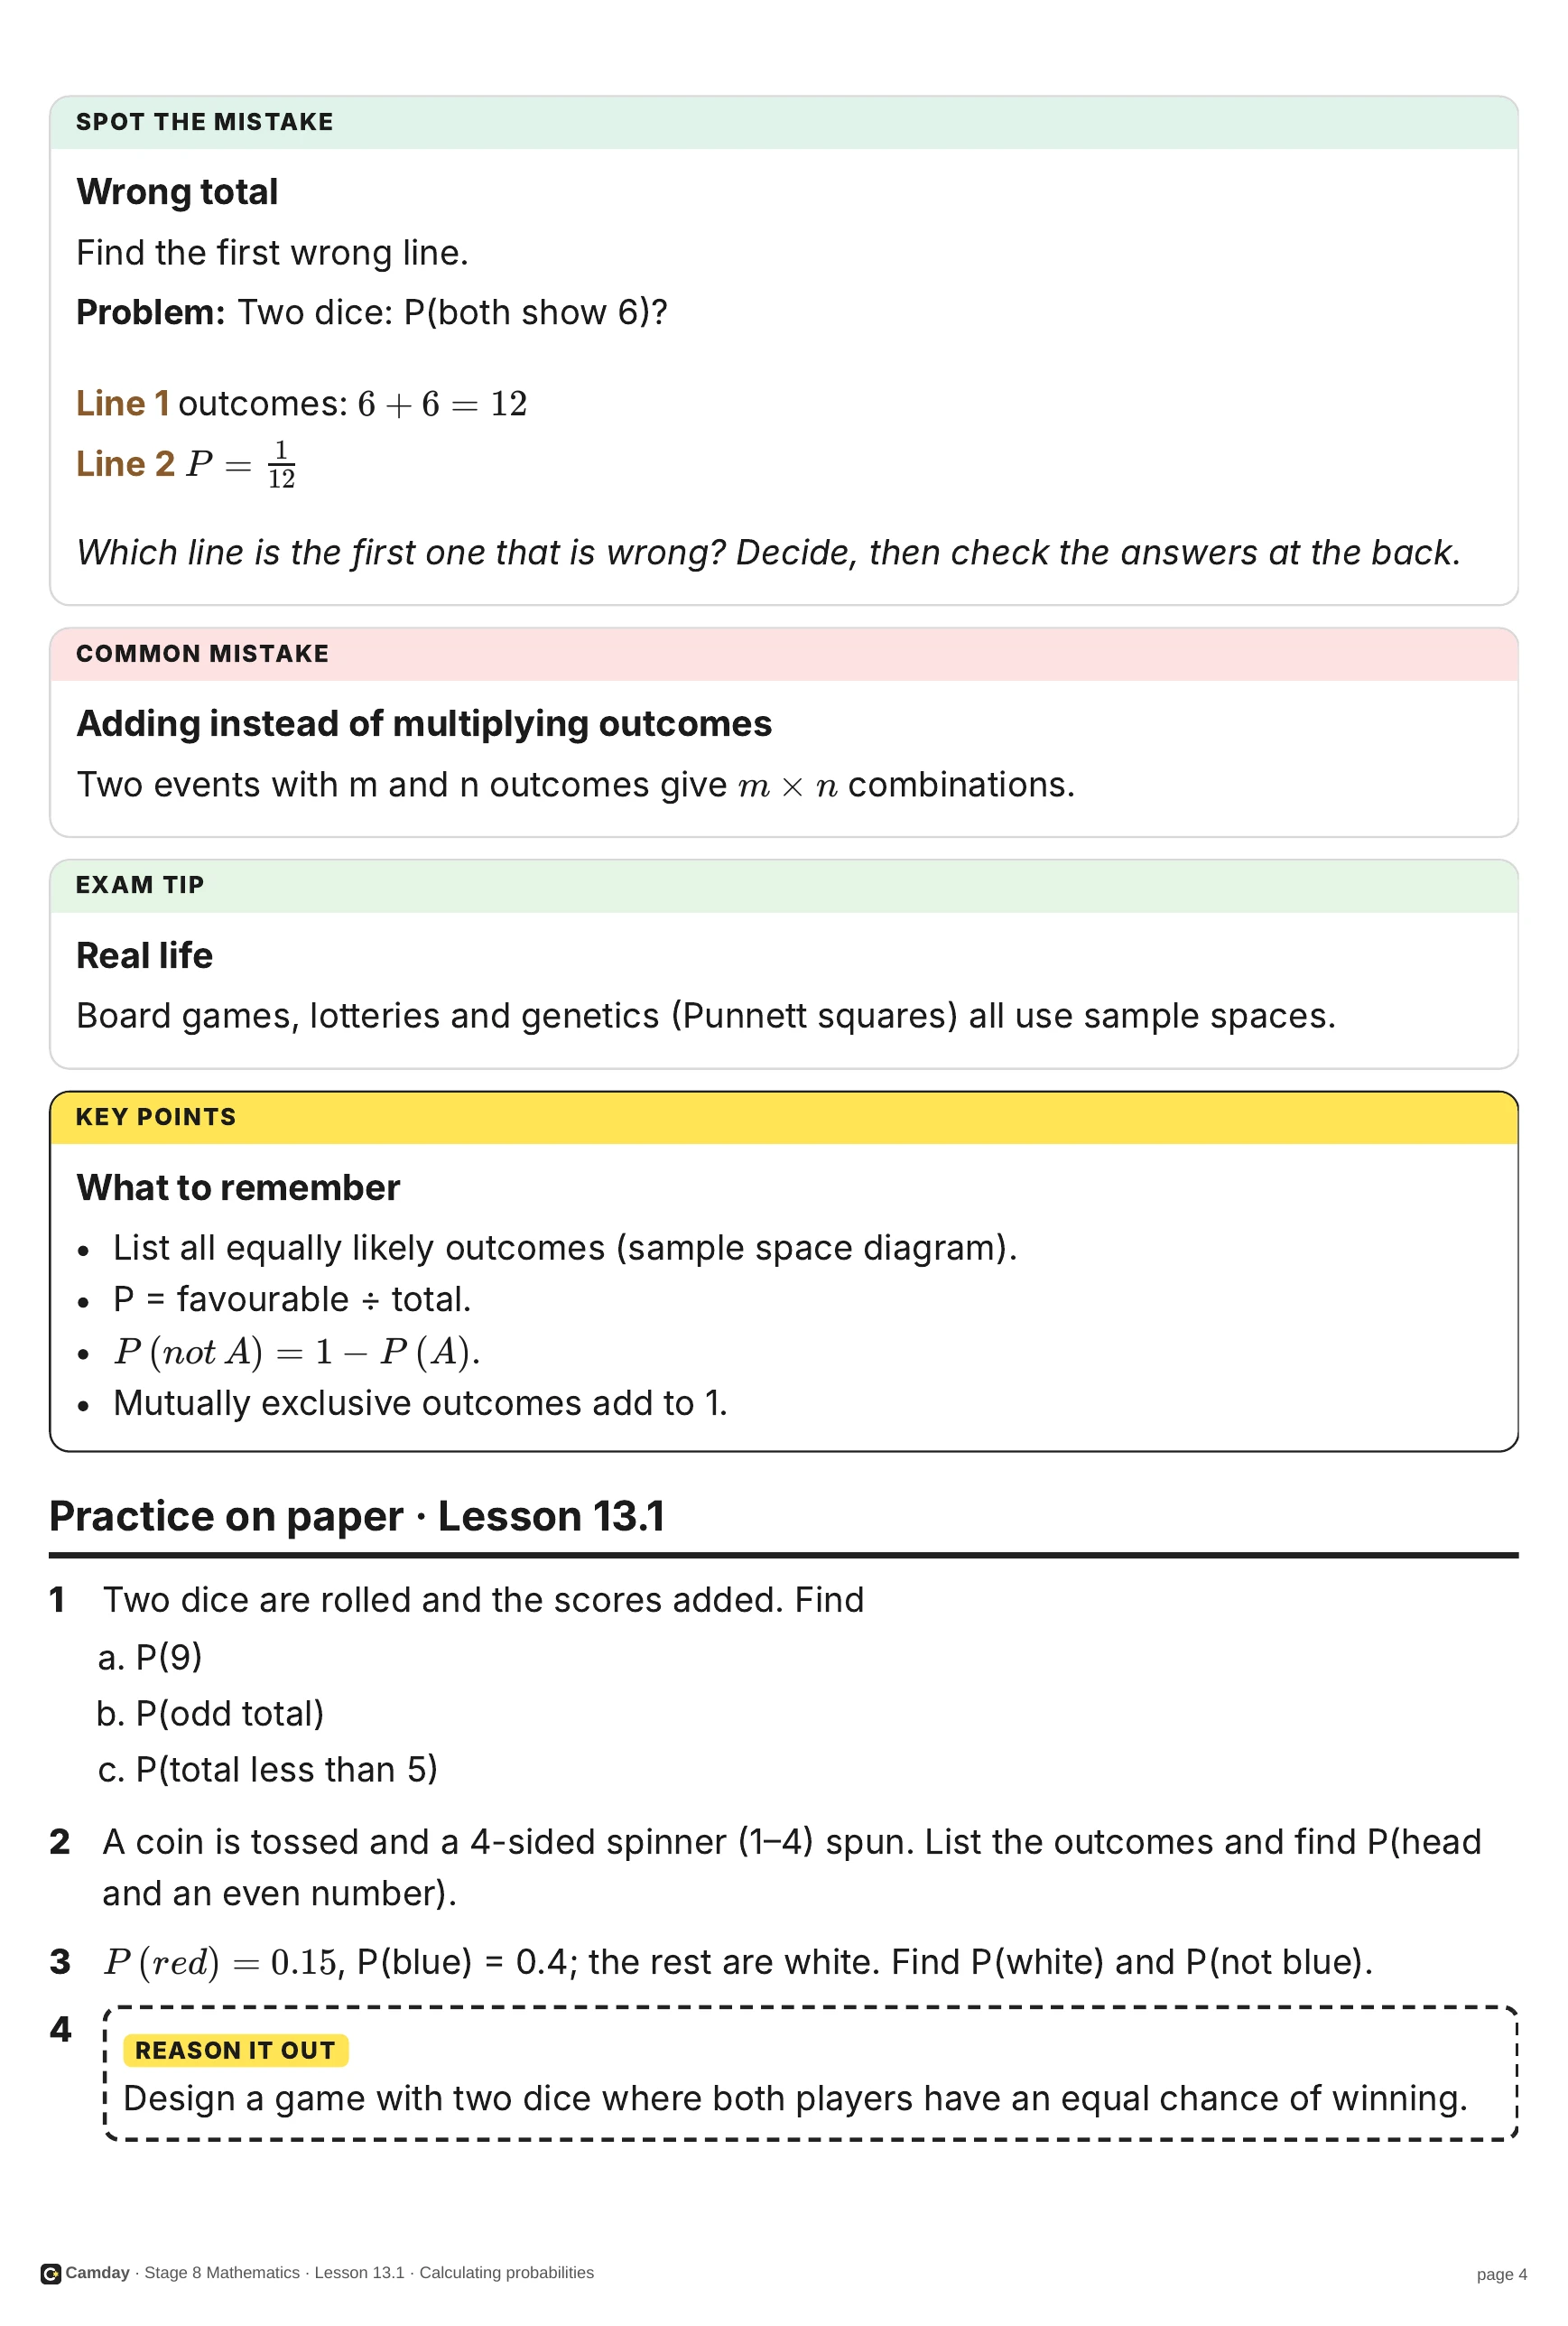 SPOT THE MISTAKE
Wrong total
Find the first wrong line.
Problem: Two dice: P(both show 6)?
Line 1 outcomes: 6 + 6 = 12
Line 2 P = 1/12
Which line is the first one that is wrong? Decide, then check the answers at the back.
COMMON MISTAKE
Adding instead of multiplying outcomes
Two events with m and n outcomes give m × n combinations.
EXAM TIP
Real life
Board games, lotteries and genetics (Punnett squares) all use sample spaces.
KEY POINTS
What to remember
• List all equally likely outcomes (sample space diagram).
• P = favourable ÷ total.
• P (not A) = 1 − P (A).
• Mutually exclusive outcomes add to 1.
Practice on paper · Lesson 13.1
1 Two dice are rolled and the scores added. Find
a. P(9)
b. P(odd total)
c. P(total less than 5)
2 A coin is tossed and a 4-sided spinner (1–4) spun. List the outcomes and find P(head
and an even number).
3 P (red) = 0.15, P(blue) = 0.4; the rest are white. Find P(white) and P(not blue).
4 REASON IT OUT
Design a game with two dice where both players have an equal chance of winning.
Camday · Stage 8 Mathematics · Lesson 13.1 · Calculating probabilities
page 4